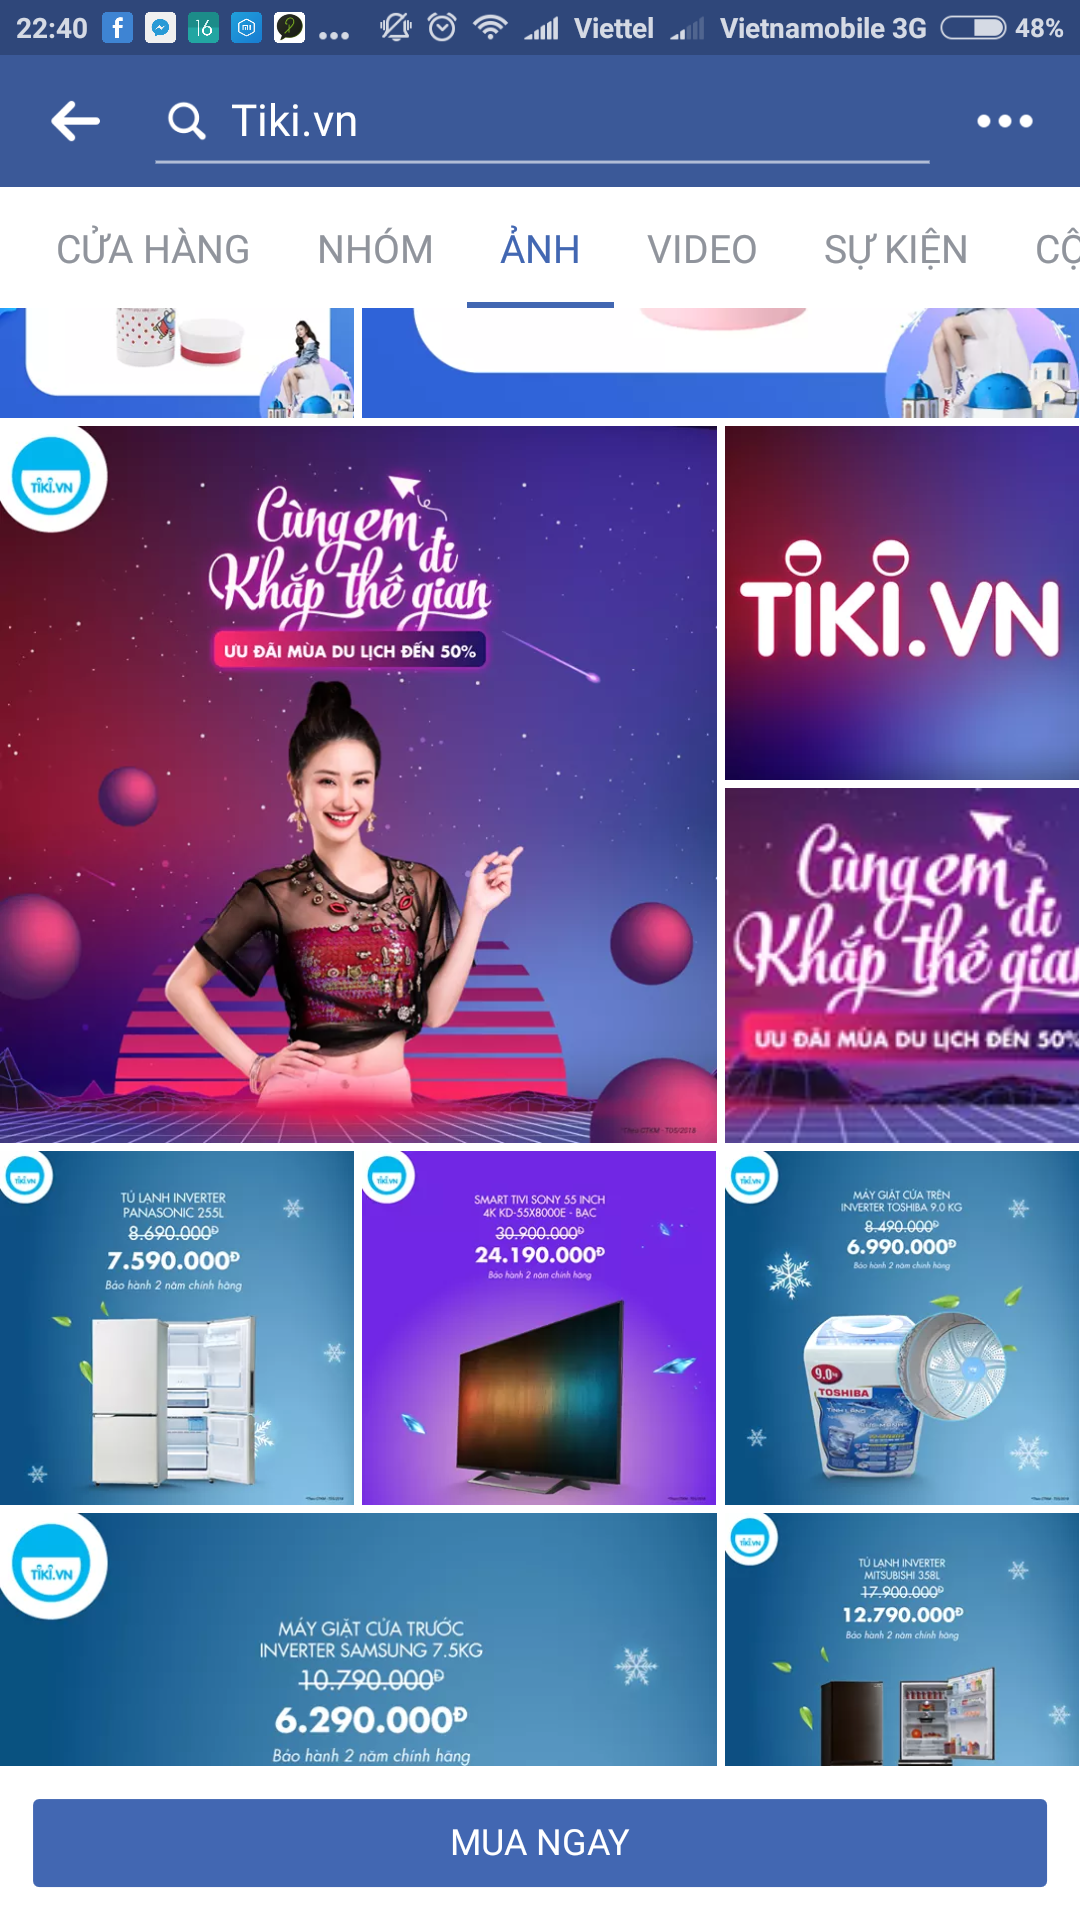 22:40
16
Viettel
Vietnamobile 3G
48%
Tiki.vn
CỬA HÀNG
NHÓM
ẢNH
VIDEO
SỰ KIỆN
CỘ
TIKI.VN
Cùng em đi
Khắp thế gian
ƯU ĐÃI MÙA DU LỊCH ĐẾN 50%
TIKI.VN
Cùng em đi
Khắp thế gian
ƯU ĐÃI MÙA DU LỊCH ĐẾN 50%
TIKI.VN
TỦ LẠNH INVERTER
PANASONIC 255L
8.690.000Đ
7.590.000Đ
Bảo hành 2 năm chính hãng
TIKI.VN
SMART TIVI SONY 55 INCH
4K KD-55X8000E - BẠC
30.900.000Đ
24.190.000Đ
Bảo hành 2 năm chính hãng
TIKI.VN
MÁY GIẶT CỬA TRÊN
INVERTER TOSHIBA 9.0 KG
8.490.000Đ
6.990.000Đ
Bảo hành 2 năm chính hãng
9.0
TOSHIBA
TIKI.VN
MÁY GIẶT CỬA TRƯỚC
INVERTER SAMSUNG 7.5KG
10.790.000Đ
6.290.000Đ
Bảo hành 2 năm chính hãng
TIKI.VN
TỦ LẠNH INVERTER
MITSUBISHI 358L
17.900.000Đ
12.790.000Đ
Bảo hành 2 năm chính hãng
MUA NGAY